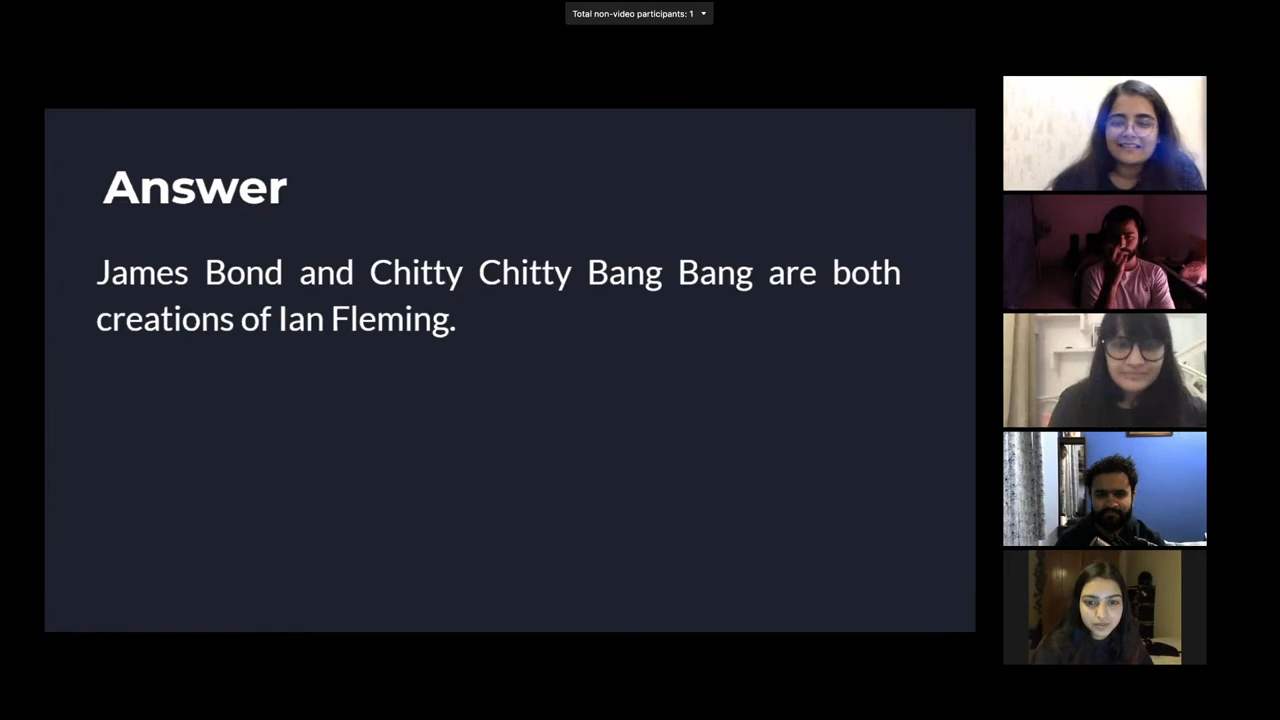 Total non-video participants: 1
Answer
James Bond and Chitty Chitty Bang Bang are both
creations of Ian Fleming.